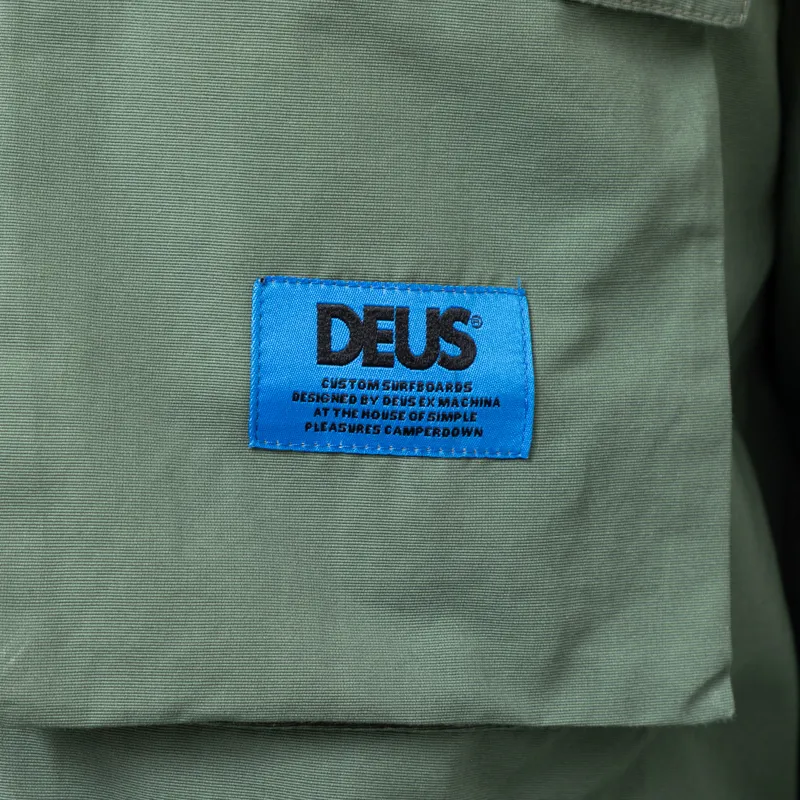 DEUS®
CUSTOM SURFBOARDS
DESIGNED BY DEUS EX MACHINA
AT THE HOUSE OF SIMPLE
PLEASURES CAMPERDOWN